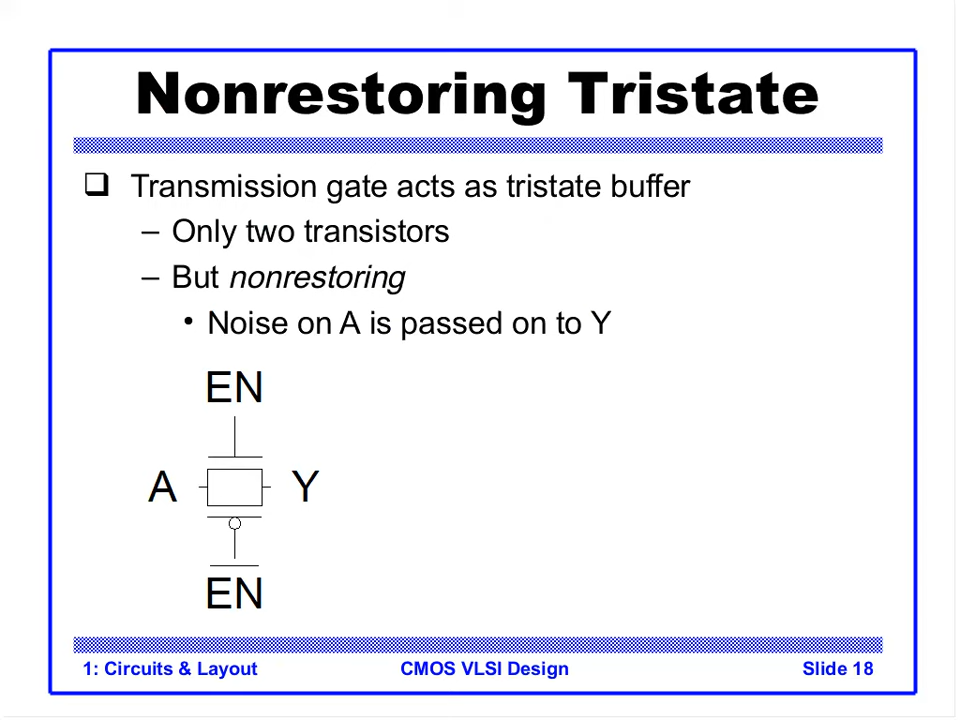 Nonrestoring Tristate
❑ Transmission gate acts as tristate buffer
– Only two transistors
– But nonrestoring
• Noise on A is passed on to Y
EN
A Y
E̅N̅
1: Circuits & Layout CMOS VLSI Design Slide 18